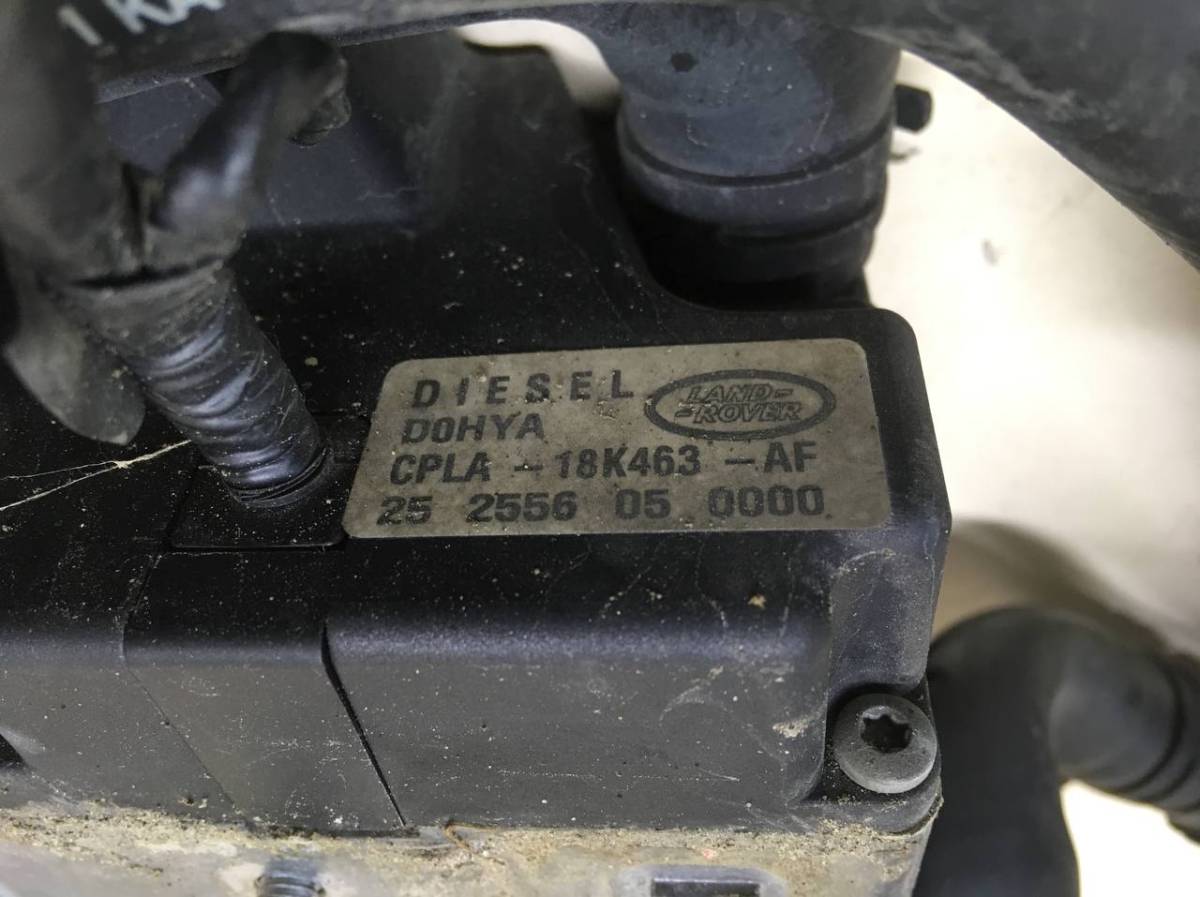 DIESEL
LAND-
-ROVER
D0HYA
CPLA -18K463 -AF
25 2556 05 0000